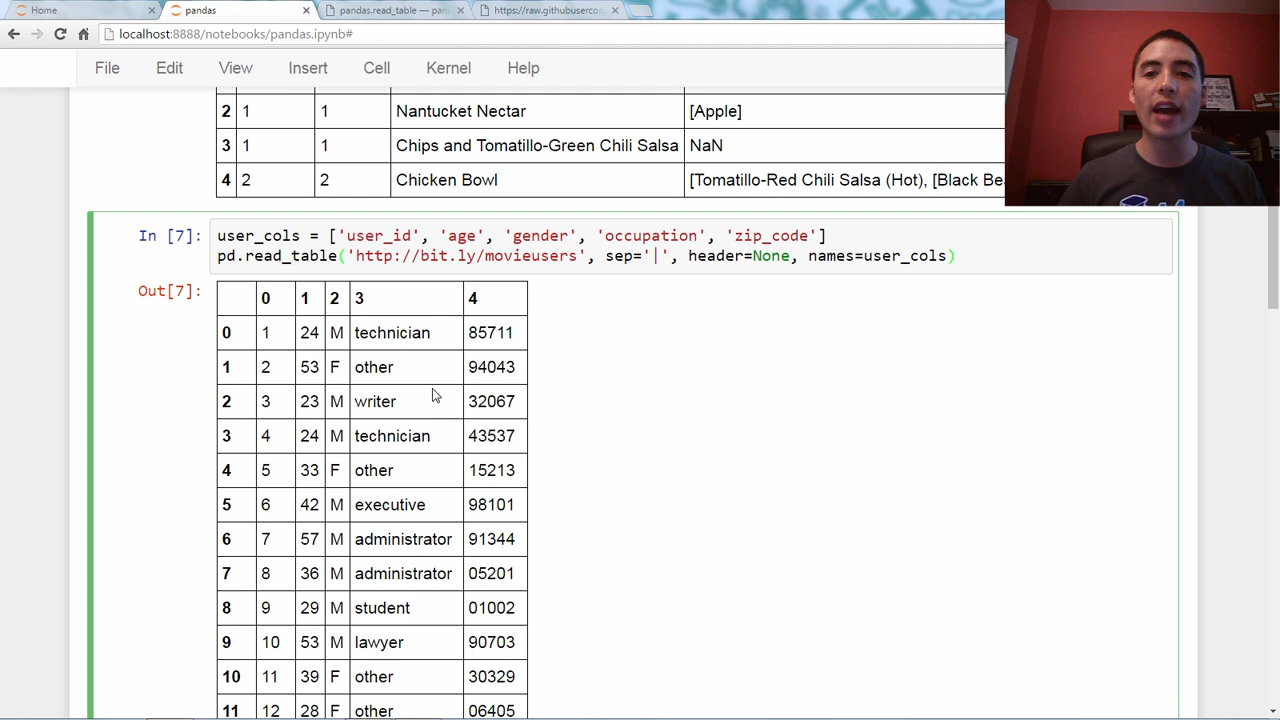 Home
pandas
pandas.read_table — pan
https://raw.githubuserco
localhost:8888/notebooks/pandas.ipynb#
File Edit View Insert Cell Kernel Help
2 1 1 Nantucket Nectar [Apple]
3 1 1 Chips and Tomatillo-Green Chili Salsa NaN
4 2 2 Chicken Bowl [Tomatillo-Red Chili Salsa (Hot), [Black Be
In [7]: user_cols = ['user_id', 'age', 'gender', 'occupation', 'zip_code']
pd.read_table('http://bit.ly/movieusers', sep='|', header=None, names=user_cols)
Out[7]:
0 1 2 3 4
0 1 24 M technician 85711
1 2 53 F other 94043
2 3 23 M writer 32067
3 4 24 M technician 43537
4 5 33 F other 15213
5 6 42 M executive 98101
6 7 57 M administrator 91344
7 8 36 M administrator 05201
8 9 29 M student 01002
9 10 53 M lawyer 90703
10 11 39 F other 30329
11 12 28 F other 06405